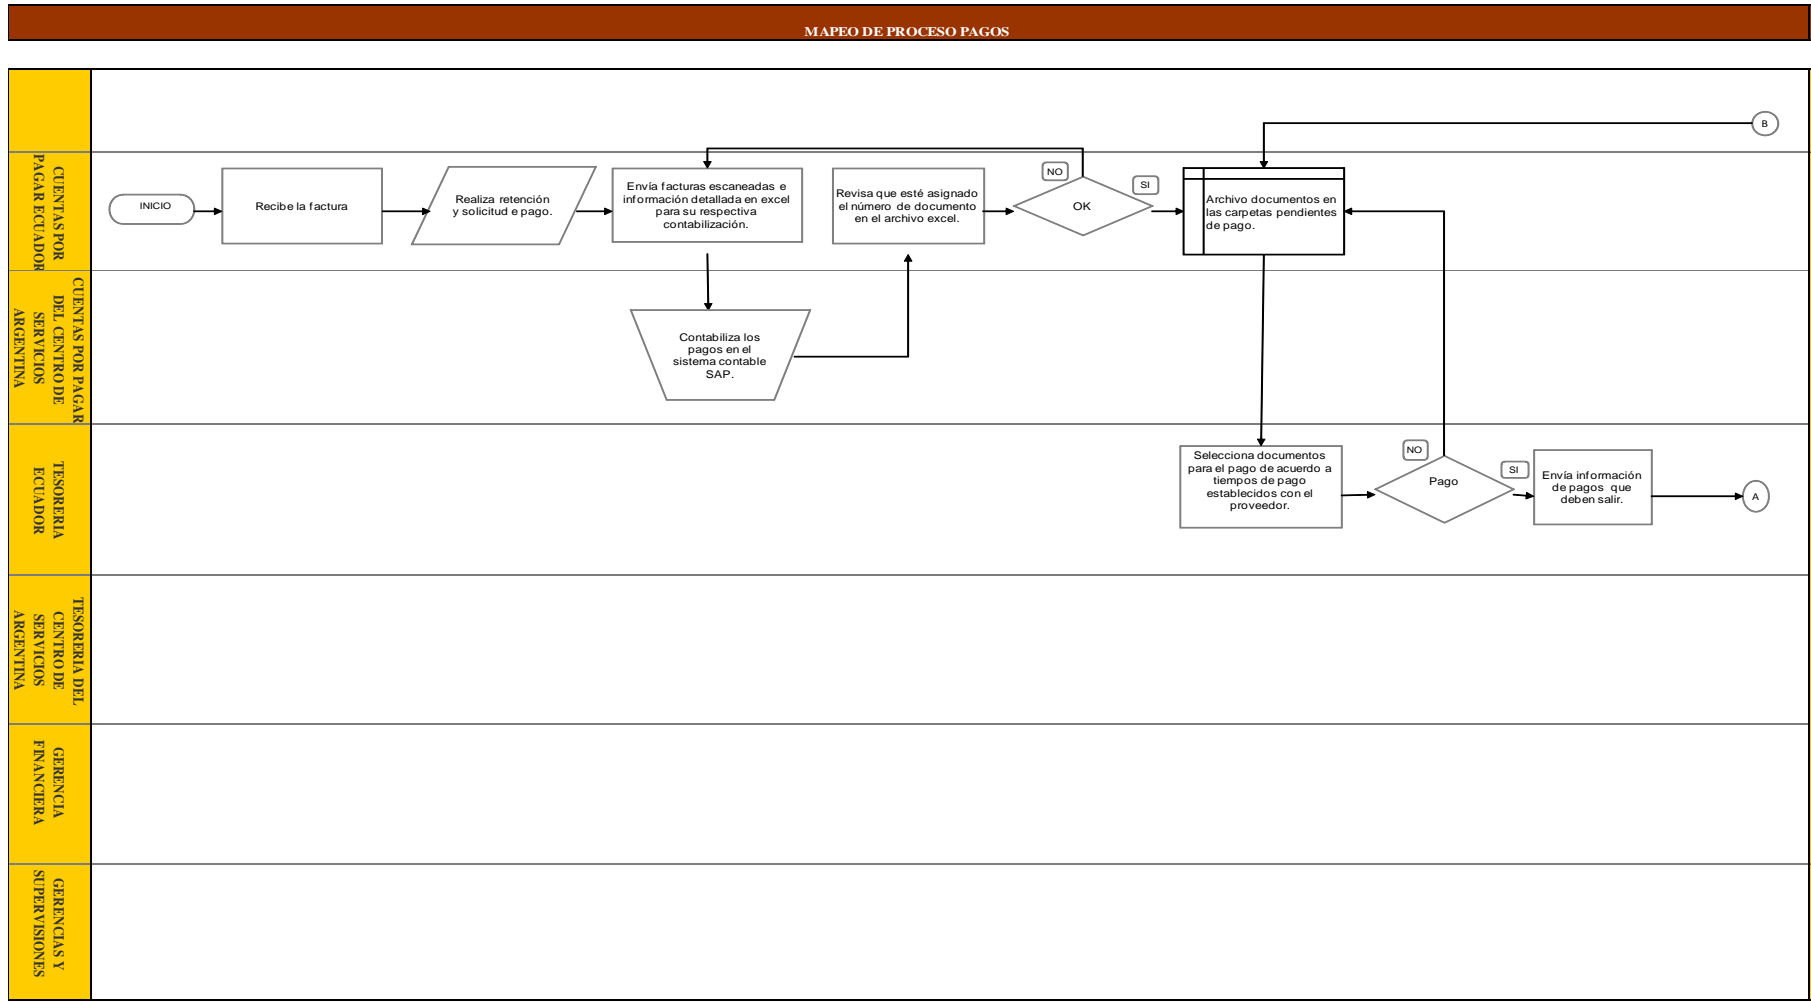 MAPEO DE PROCESO PAGOS
B
CUENTAS POR
PAGAR ECUADOR
INICIO
Recibe la factura
Realiza retención
y solicitud e pago.
Envía facturas escaneadas e
información detallada en excel
para su respectiva
contabilización.
Revisa que esté asignado
el número de documento
en el archivo excel.
NO
OK
SI
Archivo documentos en
las carpetas pendientes
de pago.
CUENTAS POR PAGAR
DEL CENTRO DE
SERVICIOS
ARGENTINA
Contabiliza los
pagos en el
sistema contable
SAP.
TESORERIA
ECUADOR
Selecciona documentos
para el pago de acuerdo a
tiempos de pago
establecidos con el
proveedor.
NO
Pago
SI
Envía información
de pagos que
deben salir.
A
TESORERIA DEL
CENTRO DE
SERVICIOS
ARGENTINA
GERENCIA
FINANCIERA
GERENCIAS Y
SUPERVISIONES